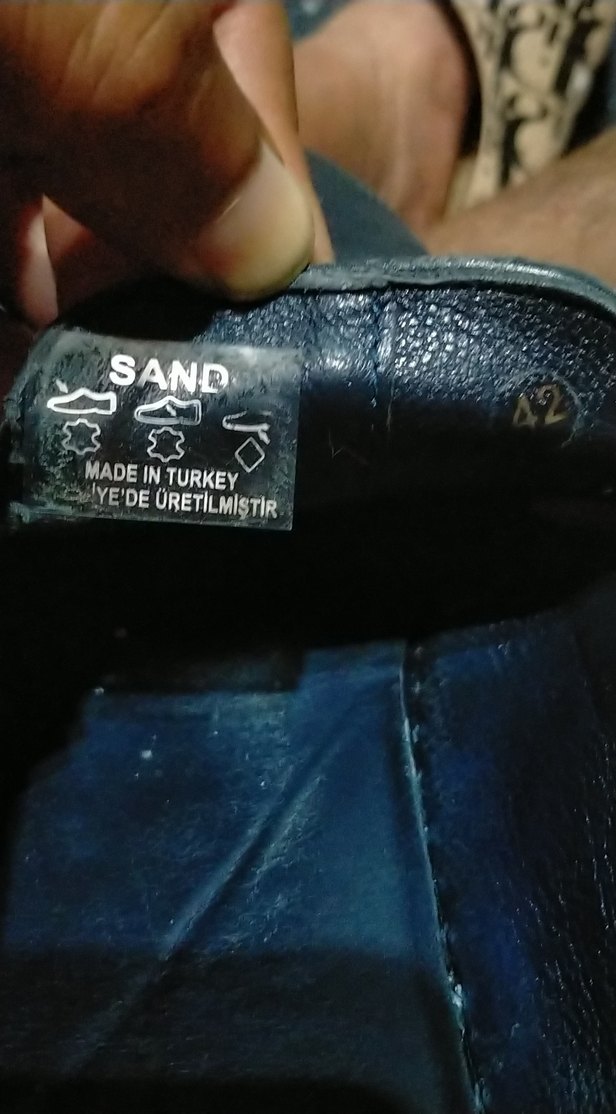 SAND
42
MADE IN TURKEY
'YE'DE ÜRETİLMİŞTİR